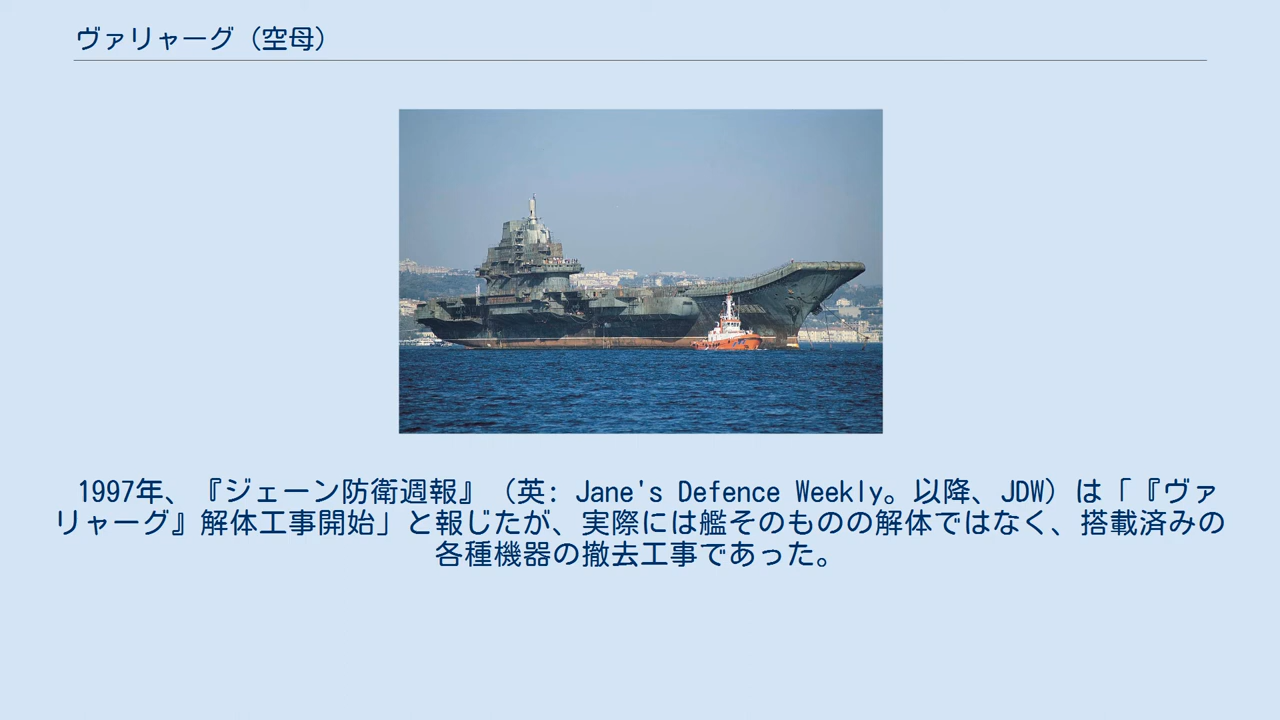 ヴァリャーグ（空母）
1997年、『ジェーン防衛週報』（英: Jane's Defence Weekly。以降、JDW）は「『ヴァ
リャーグ』解体工事開始」と報じたが、実際には艦そのものの解体ではなく、搭載済みの
各種機器の撤去工事であった。